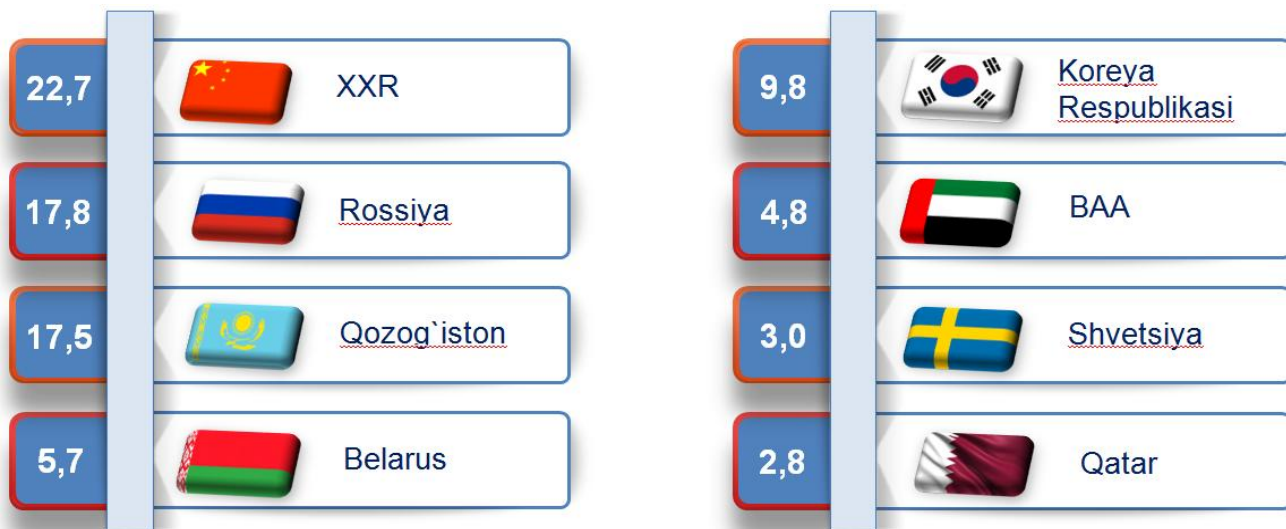 22,7
XXR
17,8
Rossiya
17,5
Qozog`iston
5,7
Belarus
9,8
Koreya
Respublikasi
4,8
BAA
3,0
Shvetsiya
2,8
Qatar